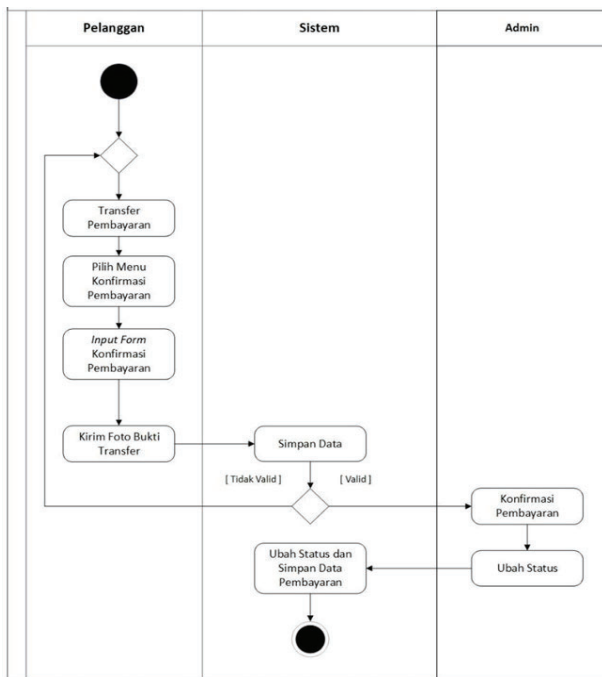 Pelanggan
Sistem
Admin
Transfer
Pembayaran
Pilih Menu
Konfirmasi
Pembayaran
Input Form
Konfirmasi
Pembayaran
Kirim Foto Bukti
Transfer
Simpan Data
[ Tidak Valid ]
[ Valid ]
Konfirmasi
Pembayaran
Ubah Status
Ubah Status dan
Simpan Data
Pembayaran